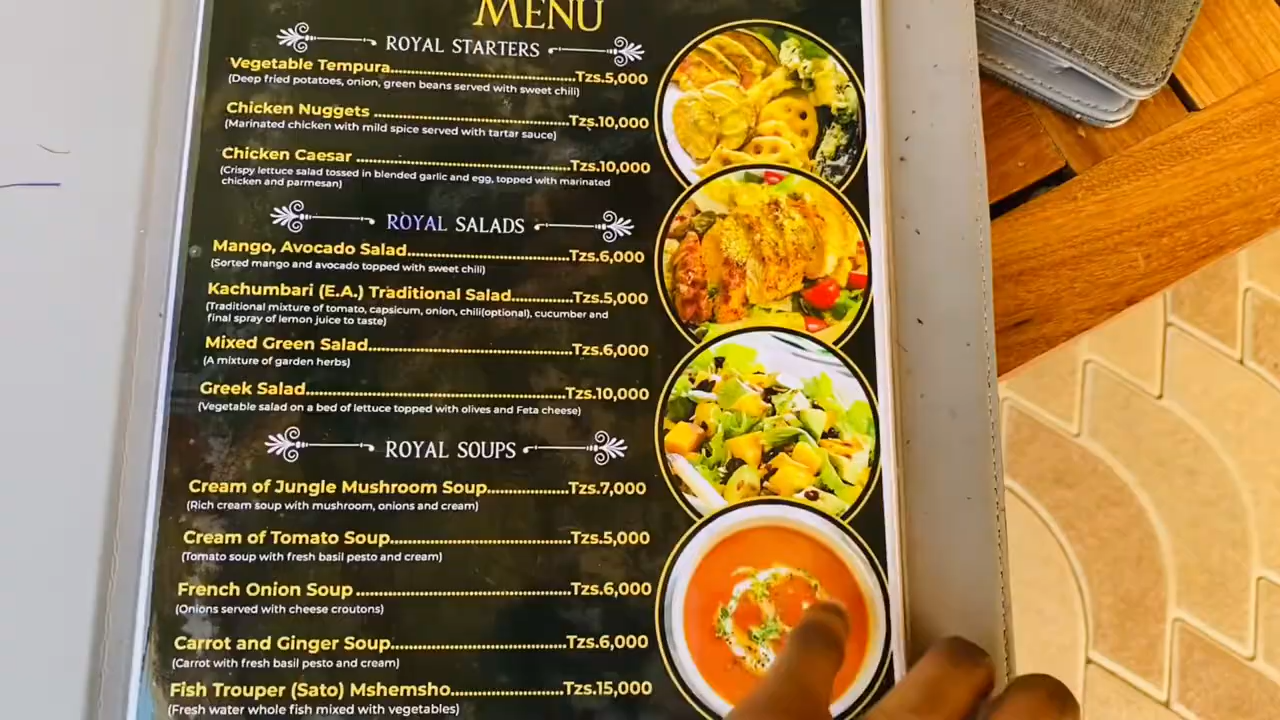 MENU
ROYAL STARTERS
Vegetable Tempura..............Tzs.5,000
(Deep fried potatoes, onion, green beans served with sweet chili)
Chicken Nuggets ..............Tzs.10,000
(Marinated chicken with mild spice served with tartar sauce)
Chicken Caesar ..............Tzs.10,000
(Crispy lettuce salad tossed in blended garlic and egg, topped with marinated
chicken and parmesan)
ROYAL SALADS
Mango, Avocado Salad..............Tzs.6,000
(Sorted mango and avocado topped with sweet chili)
Kachumbari (E.A.) Traditional Salad..............Tzs.5,000
(Traditional mixture of tomato, capsicum, onion, chili(optional), cucumber and
final spray of lemon juice to taste)
Mixed Green Salad..............Tzs.6,000
(A mixture of garden herbs)
Greek Salad..............Tzs.10,000
(Vegetable salad on a bed of lettuce topped with olives and Feta cheese)
ROYAL SOUPS
Cream of Jungle Mushroom Soup..............Tzs.7,000
(Rich cream soup with mushroom, onions and cream)
Cream of Tomato Soup..............Tzs.5,000
(Tomato soup with fresh basil pesto and cream)
French Onion Soup ..............Tzs.6,000
(Onions served with cheese croutons)
Carrot and Ginger Soup..............Tzs.6,000
(Carrot with fresh basil pesto and cream)
Fish Trouper (Sato) Mshemsho..............Tzs.15,000
(Fresh water whole fish mixed with vegetables)